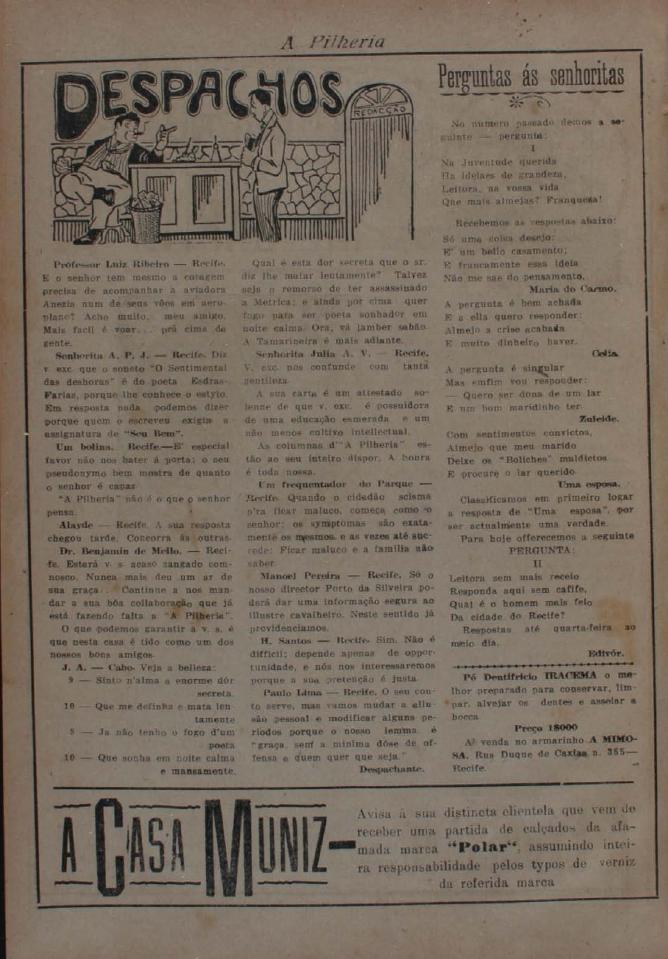 A Pilheria
DESPACHOS
REDACÇÃO
Professor Luiz Ribeiro — Recife.
E o senhor tem mesmo a coragem
precisa de acompanhar a aviadora
Anezia num de seus vôos em aero-
plano? Acho muito, meu amigo.
Mais facil é voar... prá cima de
gente.
Senhorita A. P. J. — Recife. Diz
v. exc. que o soneto "O Sentimental
das deshoras" é do poeta Esdras-
Farias, porque lhe conhece o estylo.
Em resposta nada podemos dizer
porque quem o escreveu exigiu a
assignatura de "Seu Bem".
Um bolina. Recife.—E' especial
favor não nos bater á porta; o seu
pseudonymo bem mostra de quanto
o senhor é capaz.
"A Pilheria" não é o que o senhor
pensa.
Alayde — Recife. A sua resposta
chegou tarde. Concorra ás outras.
Dr. Benjamin de Mello. — Reci-
fe. Estará v. s. acaso zangado com-
nosco. Nunca mais deu um ar de
sua graça... Continue a nos man-
dar a sua bôa collaboração que já
está fazendo falta a "A Pilheria".
O que podemos garantir a v. s. é
que nesta casa é tido como um dos
nossos bons amigos.
J. A. — Cabo. Veja a belleza:
9 — Sinto n'alma a enorme dôr
secreta.
10 — Que me definha e mata len-
tamente
— Ja não tenho o fogo d'um
poeta
10 — Que sonha em noite calma
e mansamente.
Qual é esta dor secreta que o sr.
diz lhe matar lentamente? Talvez
seja o remorso de ter assassinado
a Metrica; e ainda por cima quer
fogo para ser poeta sonhador em
noite calma. Ora, vá lamber sabão.
A Tamarineira é mais adiante.
Senhorita Julia A. V. — Recife.
V. exc. nos confunde com tanta
gentileza.
A sua carta é um attestado so-
lenne de que v. exc. é possuidora
de uma educação esmerada e um
não menos cultivo intellectual.
As columnas d'"A Pilheria" es-
tão ao seu inteiro dispor. A honra
é toda nossa.
Um frequentador do Parque —
Recife. Quando o cidadão scisma
p'ra ficar maluco, começa como o
senhor; os symptomas são exata-
mente os mesmos, e as vezes até suc-
cede: Ficar maluco e a familia não
saber.
Manoel Pereira — Recife. Só o
nosso director Porto da Silveira po-
derá dar uma informação segura ao
illustre cavalheiro. Neste sentido já
providenciamos.
H. Santos — Recife. Sim. Não é
difficil; depende apenas de oppor-
tunidade, e nós nos interessaremos
porque a sua pretenção é justa.
Paulo Lima — Recife. O seu con-
to serve, mas vamos mudar a allu-
são pessoal e modificar alguns pe-
riodos porque o nosso lemma é
"graça sem a minima dóse de of-
fensa a quem quer que seja."
Despachante.
Perguntas ás senhoritas
No numero passado démos a se-
guinte — pergunta:
I
Na Juventude querida
Ha idéiaes de grandeza,
Leitora, na vossa vida
Que mais almejas? Franqueza!
Recebemos as respostas abaixo:
Só uma coisa desejo:
E' um bello casamento;
E francamente essa ideia
Não me sae do pensamento.
Maria do Carmo.
A pergunta é bem achada
E a ella quero responder:
Almejo a crise acabada
E muito dinheiro haver.
Celia.
A pergunta é singular
Mas emfim vou responder:
— Quero ser dona de um lar
E um bom maridinho ter.
Zuleide.
Com sentimentos convictos,
Almejo que meu marido
Deixe os "Boliches" maldictos
E procure o lar querido.
Uma esposa.
Classificamos em primeiro logar
a resposta de "Uma esposa", por
ser actualmente uma verdade.
Para hoje offerecemos a seguinte
PERGUNTA:
II
Leitora sem mais receio
Responda aqui sem cafife,
Qual é o homem mais feio
Da cidade do Recife?
Respostas até quarta-feira ao
meio dia.
Editôr.
Pó Dentifricio IRACEMA o me-
lhor preparado para conservar, lim-
par, alvejar os dentes e asseiar a
bocca.
Preço 1$000
A' venda no armarinho A MIMO-
SA. Rua Duque de Caxias n. 355—
Recife.
A CASA MUNIZ—
Avisa á sua distincta clientela que vem de
receber uma partida de calçados da afa-
mada marca "Polar", assumindo intei-
ra responsabilidade pelos typos de verniz
da referida marca